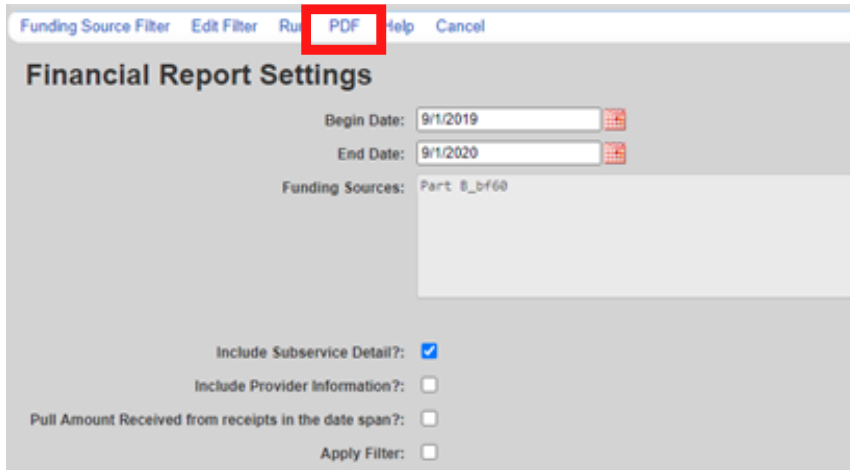 Funding Source Filter Edit Filter Ru PDF Help Cancel
Financial Report Settings
Begin Date: 9/1/2019
End Date: 9/1/2020
Funding Sources: Part B_bf60
Include Subservice Detail?:
Include Provider Information?:
Pull Amount Received from receipts in the date span?:
Apply Filter: